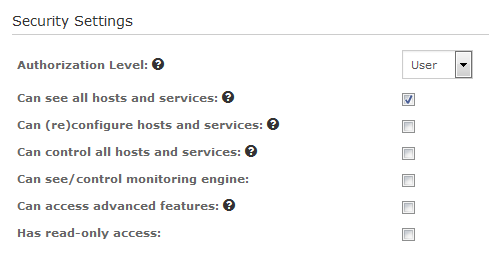 Security Settings
Authorization Level: ?
User
Can see all hosts and services: ?
Can (re)configure hosts and services: ?
Can control all hosts and services: ?
Can see/control monitoring engine:
Can access advanced features: ?
Has read-only access: